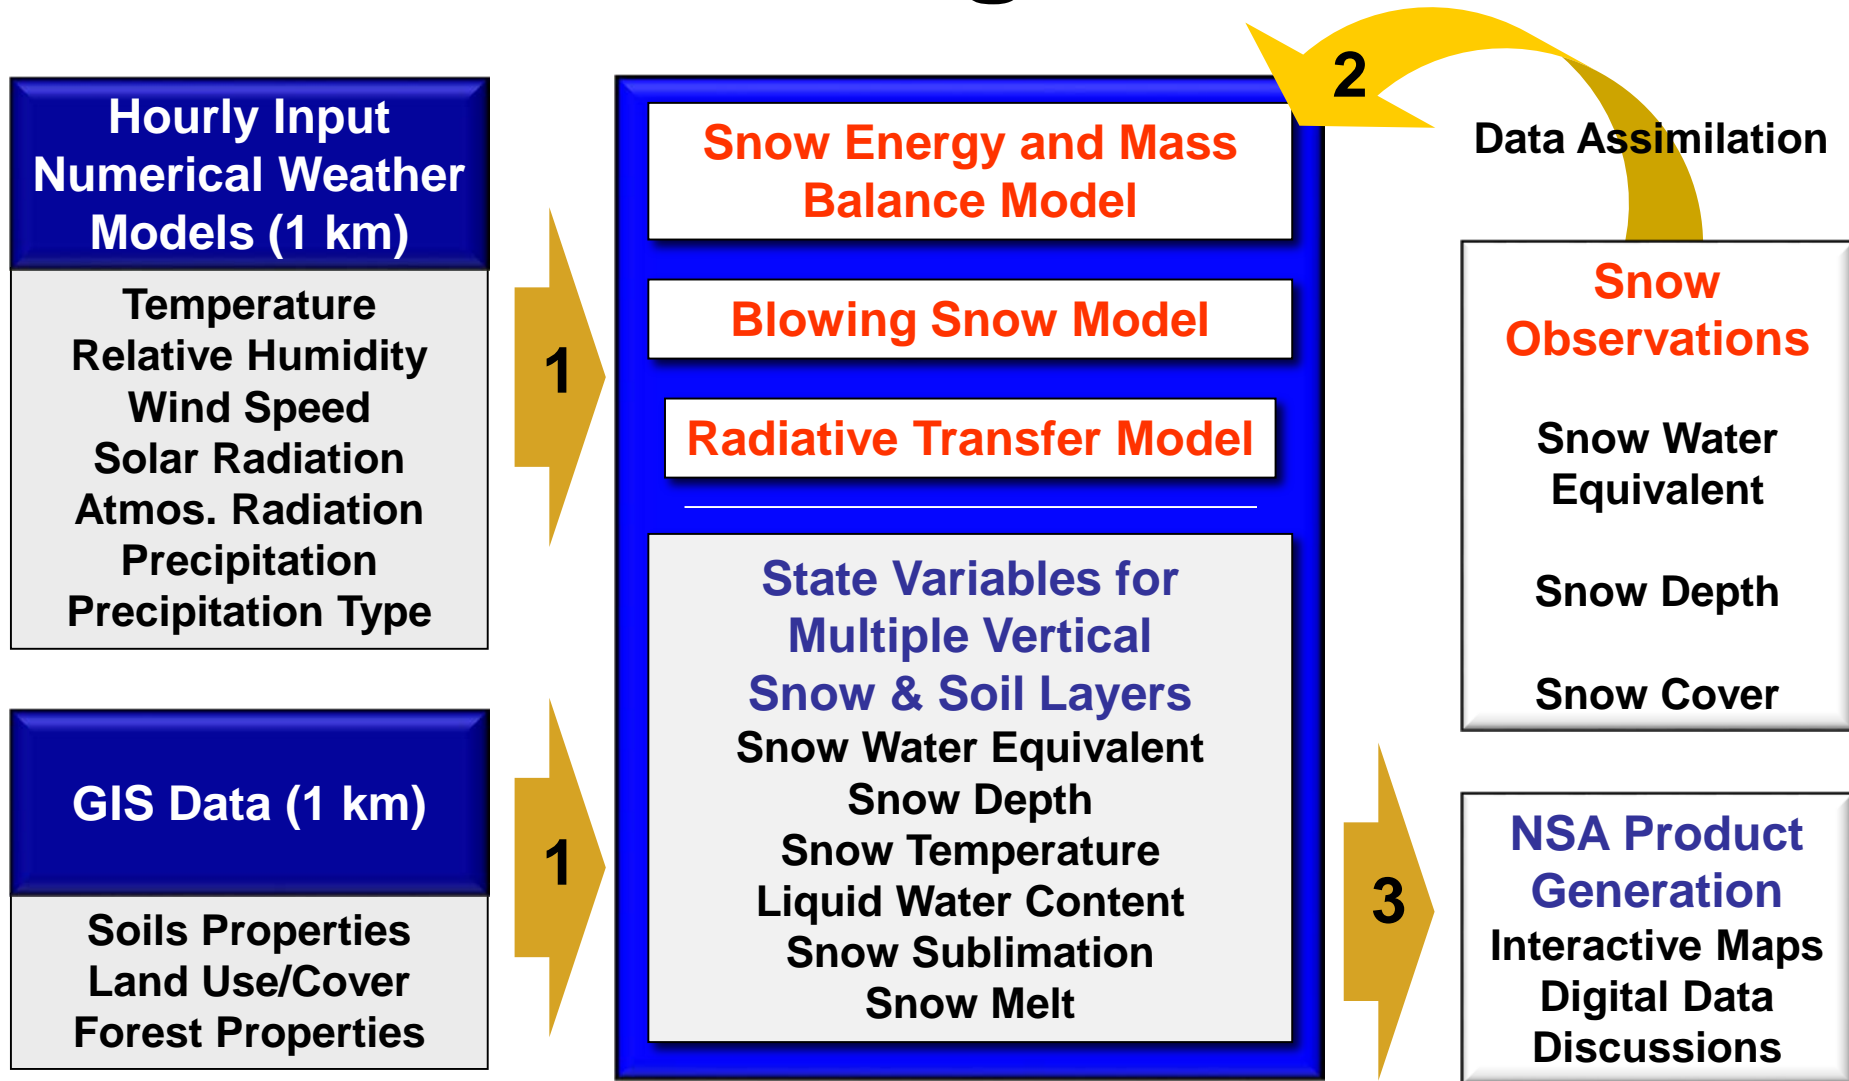 Hourly Input
Numerical Weather
Models (1 km)
Temperature
Relative Humidity
Wind Speed
Solar Radiation
Atmos. Radiation
Precipitation
Precipitation Type
GIS Data (1 km)
Soils Properties
Land Use/Cover
Forest Properties
1
1
Snow Energy and Mass
Balance Model
Blowing Snow Model
Radiative Transfer Model
State Variables for
Multiple Vertical
Snow & Soil Layers
Snow Water Equivalent
Snow Depth
Snow Temperature
Liquid Water Content
Snow Sublimation
Snow Melt
2
Data Assimilation
Snow
Observations
Snow Water
Equivalent
Snow Depth
Snow Cover
3
NSA Product
Generation
Interactive Maps
Digital Data
Discussions